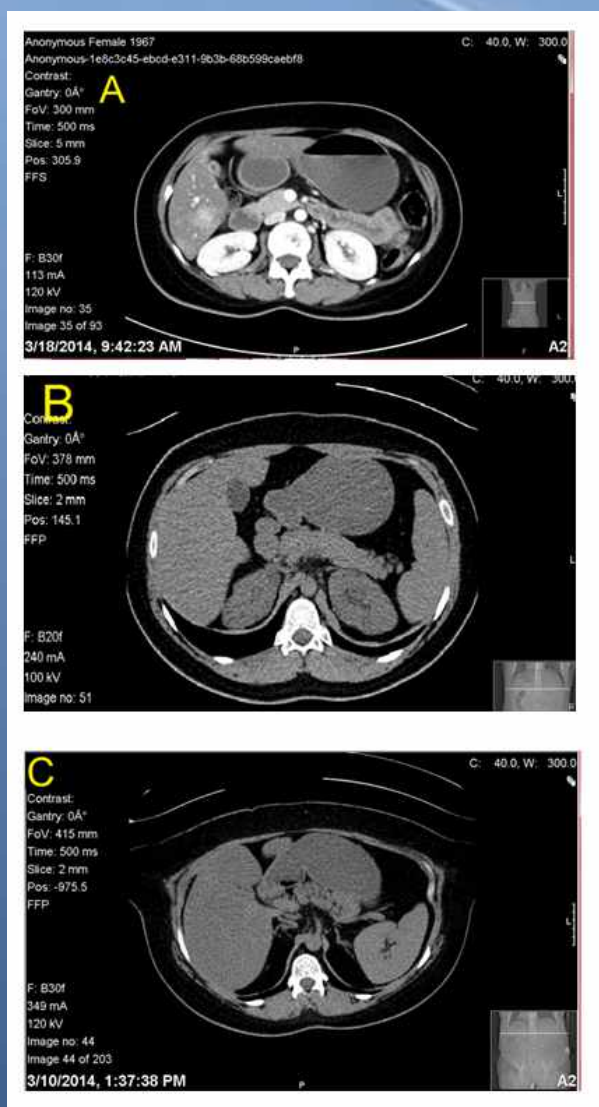 Anonymous Female 1967
C: 40.0, W: 300.0
Anonymous-1e8c3c45-ebcd-e311-9b3b-68b599caebf8
Contrast:
A
Gantry: 0Â°
FoV: 300 mm
Time: 500 ms
Slice: 5 mm
Pos: 305.9
FFS
L
F: B30f
113 mA
120 kV
Image no: 35
Image 35 of 93
3/18/2014, 9:42:23 AM
P
L
F
A2
C: 40.0, W: 300.
B
Contrast:
Gantry: 0Â°
FoV: 378 mm
Time: 500 ms
Slice: 2 mm
Pos: 145.1
FFP
L
F: B20f
240 mA
100 kV
Image no: 51
C
C: 40.0, W: 300.0
Contrast:
Gantry: 0Â°
FoV: 415 mm
Time: 500 ms
Slice: 2 mm
Pos: -975.5
FFP
L
F: B30f
349 mA
120 kV
Image no: 44
Image 44 of 203
3/10/2014, 1:37:38 PM
P
A2